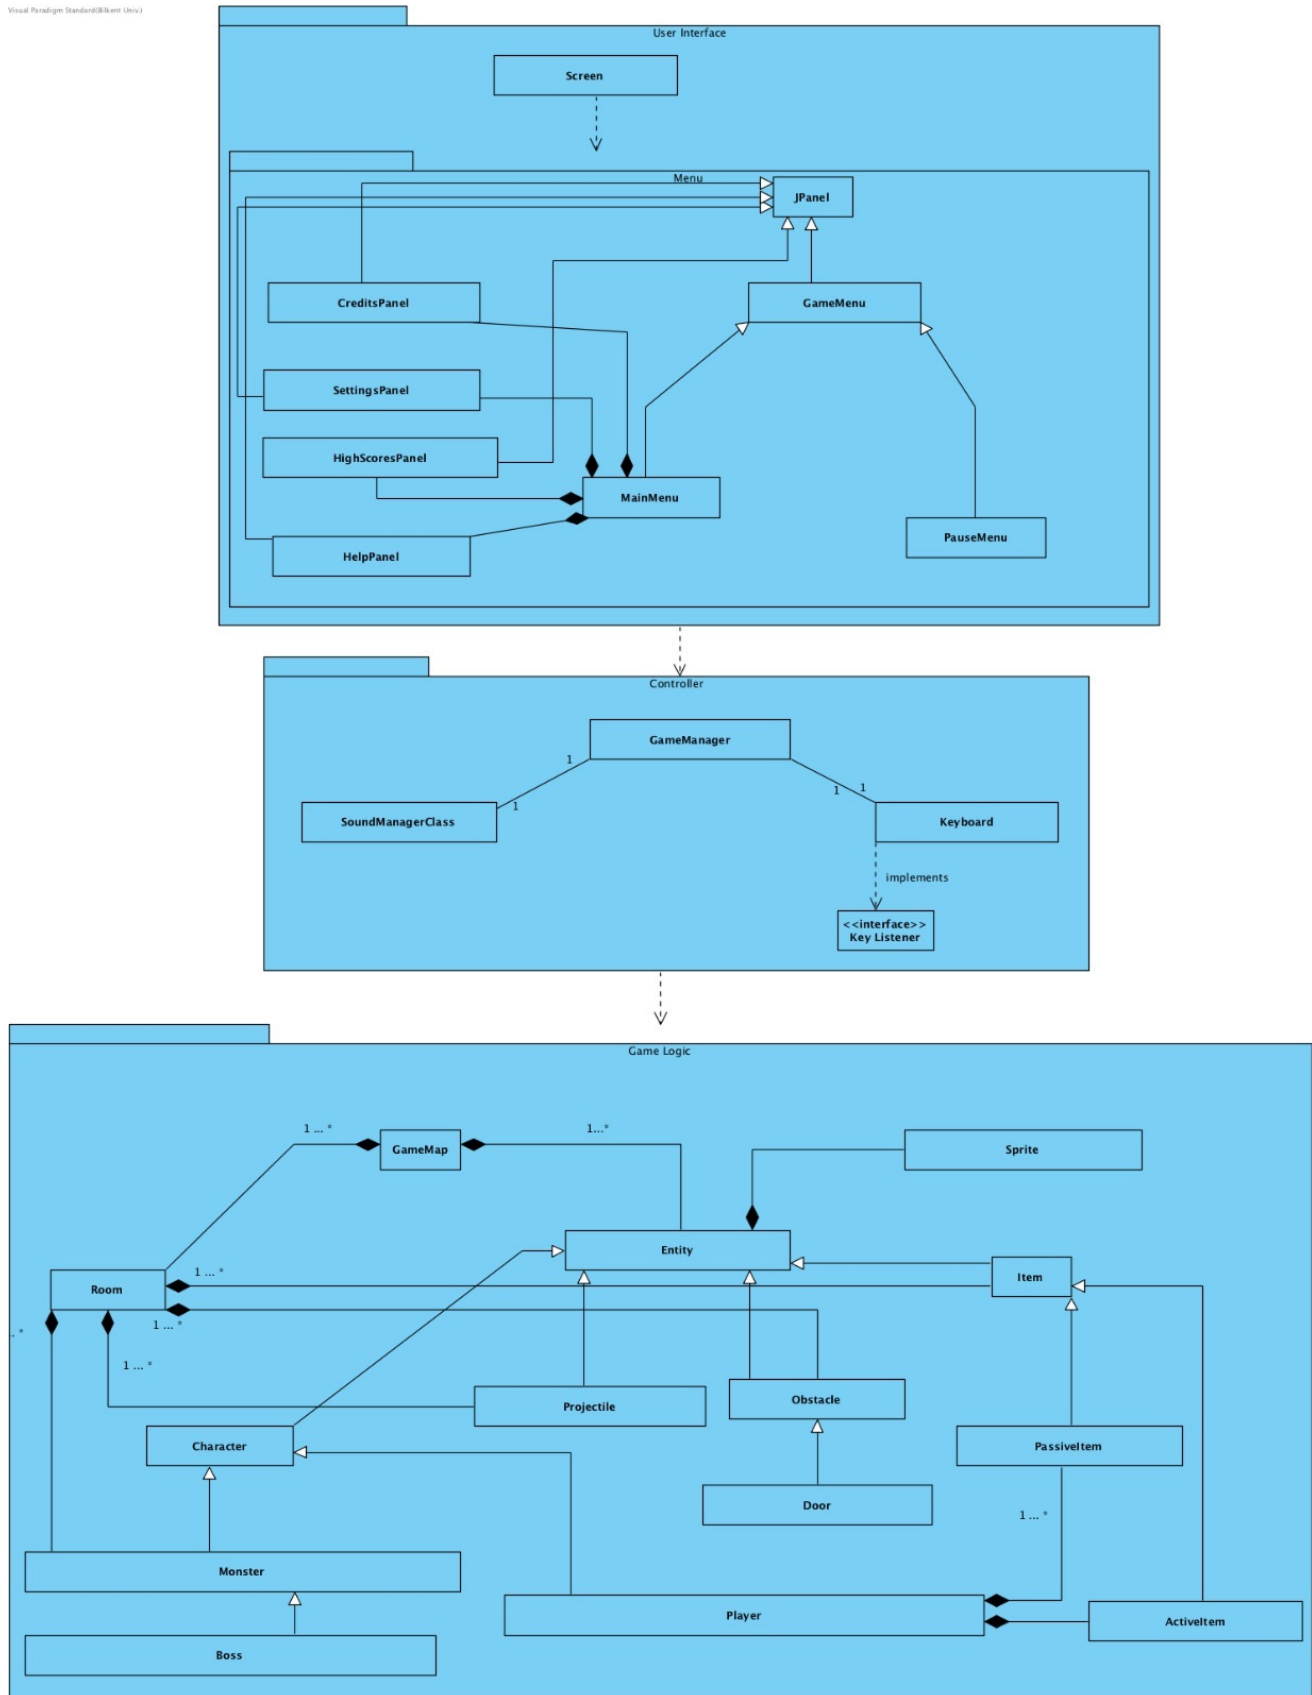 Visual Paradigm Standard(Bilkent Univ.)
User Interface
Screen
Menu
JPanel
CreditsPanel
GameMenu
SettingsPanel
HighScoresPanel
MainMenu
PauseMenu
HelpPanel
Controller
GameManager
1
1
1
1
SoundManagerClass
Keyboard
implements
<<interface>>
Key Listener
Game Logic
1 ... *
1...*
GameMap
Sprite
Entity
1 ... *
Item
Room
1 ... *
.. *
1 ... *
Obstacle
Projectile
Character
PassiveItem
Door
1 ... *
Monster
Player
ActiveItem
Boss